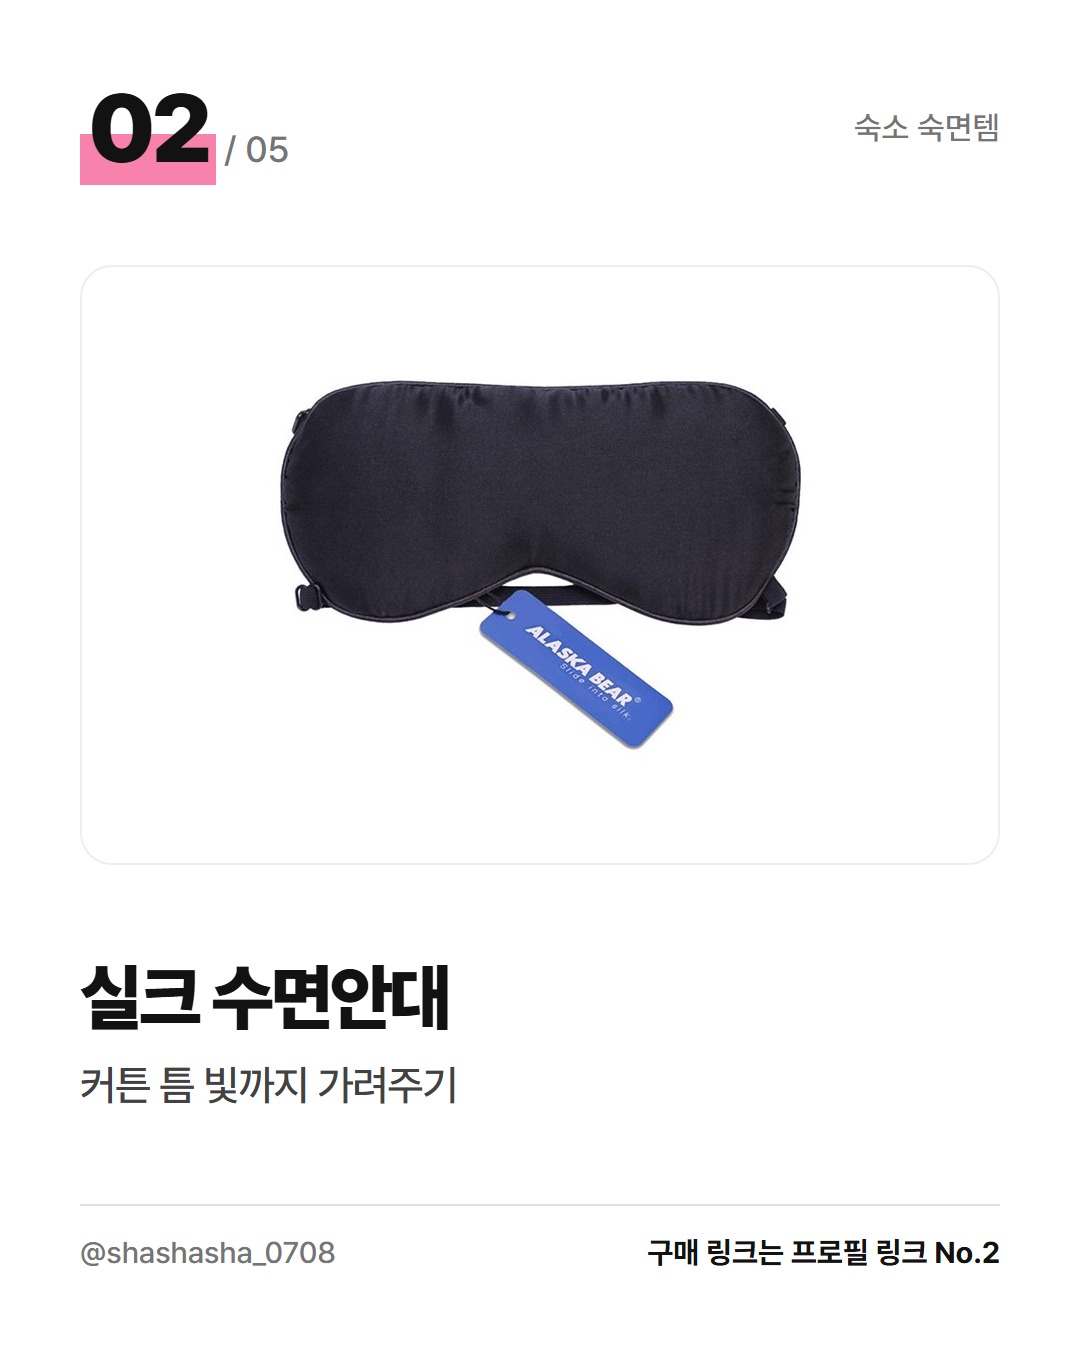 02 / 05
숙소 숙면템
ALASKA BEAR®
Slide into silk.
실크 수면안대
커튼 틈 빛까지 가려주기
@shashasha_0708
구매 링크는 프로필 링크 No.2